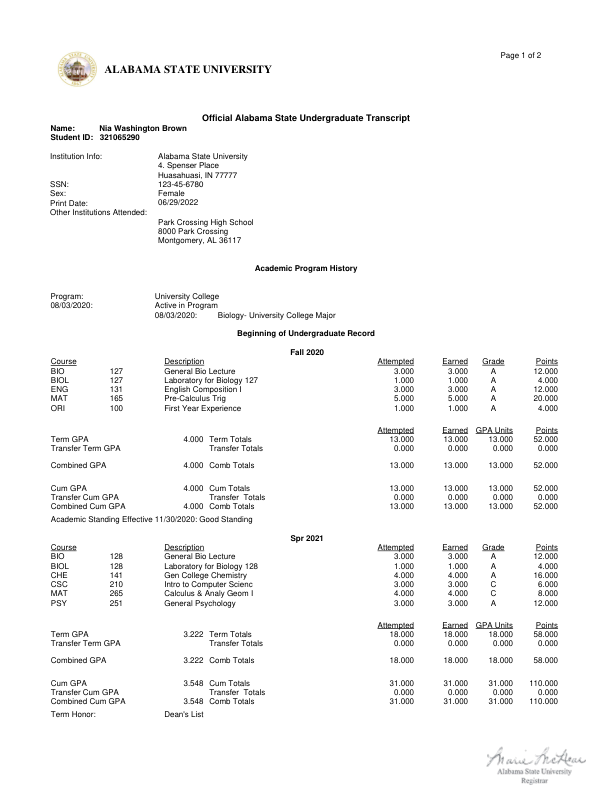 Page 1 of 2
ALABAMA STATE UNIVERSITY
Official Alabama State Undergraduate Transcript
Name: Nia Washington Brown
Student ID: 321065290
Institution Info: Alabama State University
4. Spenser Place
Huasahuasi, IN 77777
SSN: 123-45-6780
Sex: Female
Print Date: 06/29/2022
Other Institutions Attended:
Park Crossing High School
8000 Park Crossing
Montgomery, AL 36117
Academic Program History
Program: University College
08/03/2020: Active in Program
08/03/2020: Biology- University College Major
Beginning of Undergraduate Record
Fall 2020
Course Description Attempted Earned Grade Points
BIO 127 General Bio Lecture 3.000 3.000 A 12.000
BIOL 127 Laboratory for Biology 127 1.000 1.000 A 4.000
ENG 131 English Composition I 3.000 3.000 A 12.000
MAT 165 Pre-Calculus Trig 5.000 5.000 A 20.000
ORI 100 First Year Experience 1.000 1.000 A 4.000
Attempted Earned GPA Units Points
Term GPA 4.000 Term Totals 13.000 13.000 13.000 52.000
Transfer Term GPA Transfer Totals 0.000 0.000 0.000 0.000
Combined GPA 4.000 Comb Totals 13.000 13.000 13.000 52.000
Cum GPA 4.000 Cum Totals 13.000 13.000 13.000 52.000
Transfer Cum GPA Transfer Totals 0.000 0.000 0.000 0.000
Combined Cum GPA 4.000 Comb Totals 13.000 13.000 13.000 52.000
Academic Standing Effective 11/30/2020: Good Standing
Spr 2021
Course Description Attempted Earned Grade Points
BIO 128 General Bio Lecture 3.000 3.000 A 12.000
BIOL 128 Laboratory for Biology 128 1.000 1.000 A 4.000
CHE 141 Gen College Chemistry 4.000 4.000 A 16.000
CSC 210 Intro to Computer Scienc 3.000 3.000 C 6.000
MAT 265 Calculus & Analy Geom I 4.000 4.000 C 8.000
PSY 251 General Psychology 3.000 3.000 A 12.000
Attempted Earned GPA Units Points
Term GPA 3.222 Term Totals 18.000 18.000 18.000 58.000
Transfer Term GPA Transfer Totals 0.000 0.000 0.000 0.000
Combined GPA 3.222 Comb Totals 18.000 18.000 18.000 58.000
Cum GPA 3.548 Cum Totals 31.000 31.000 31.000 110.000
Transfer Cum GPA Transfer Totals 0.000 0.000 0.000 0.000
Combined Cum GPA 3.548 Comb Totals 31.000 31.000 31.000 110.000
Term Honor: Dean's List
Alabama State University
Registrar